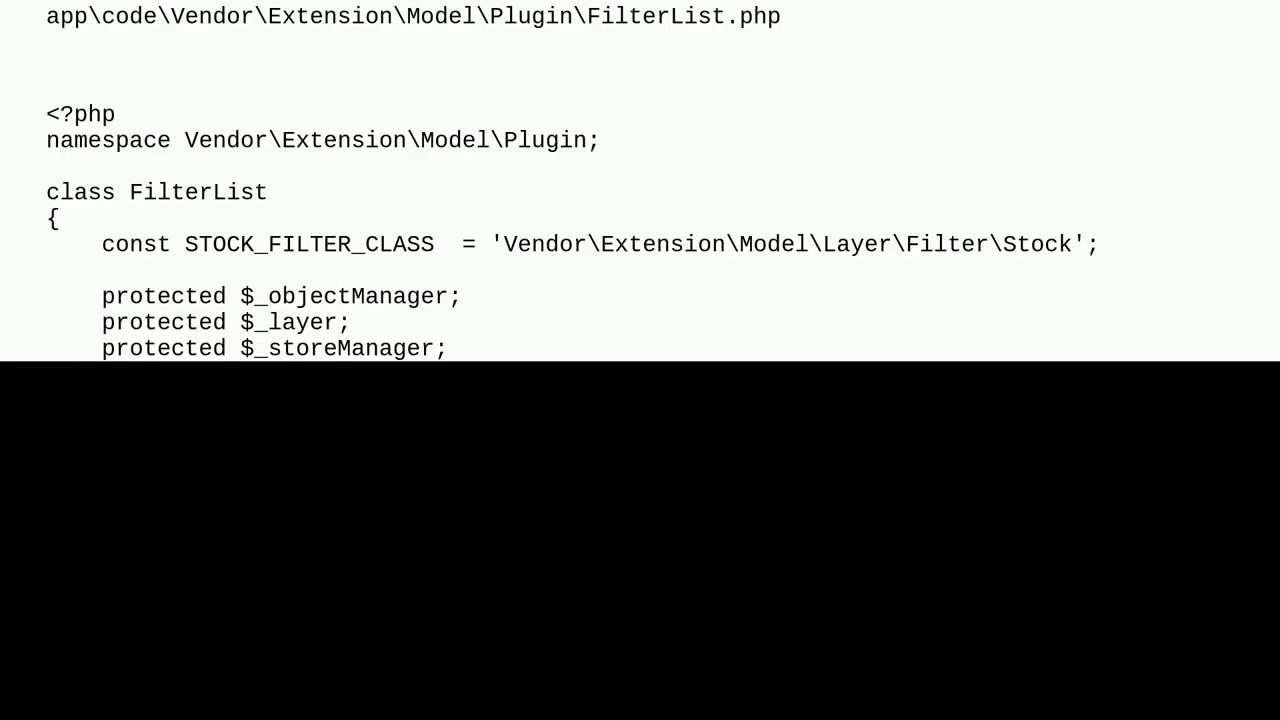 app\code\Vendor\Extension\Model\Plugin\FilterList.php
<?php
namespace Vendor\Extension\Model\Plugin;
class FilterList
{
    const STOCK_FILTER_CLASS  = 'Vendor\Extension\Model\Layer\Filter\Stock';
    protected $_objectManager;
    protected $_layer;
    protected $_storeManager;